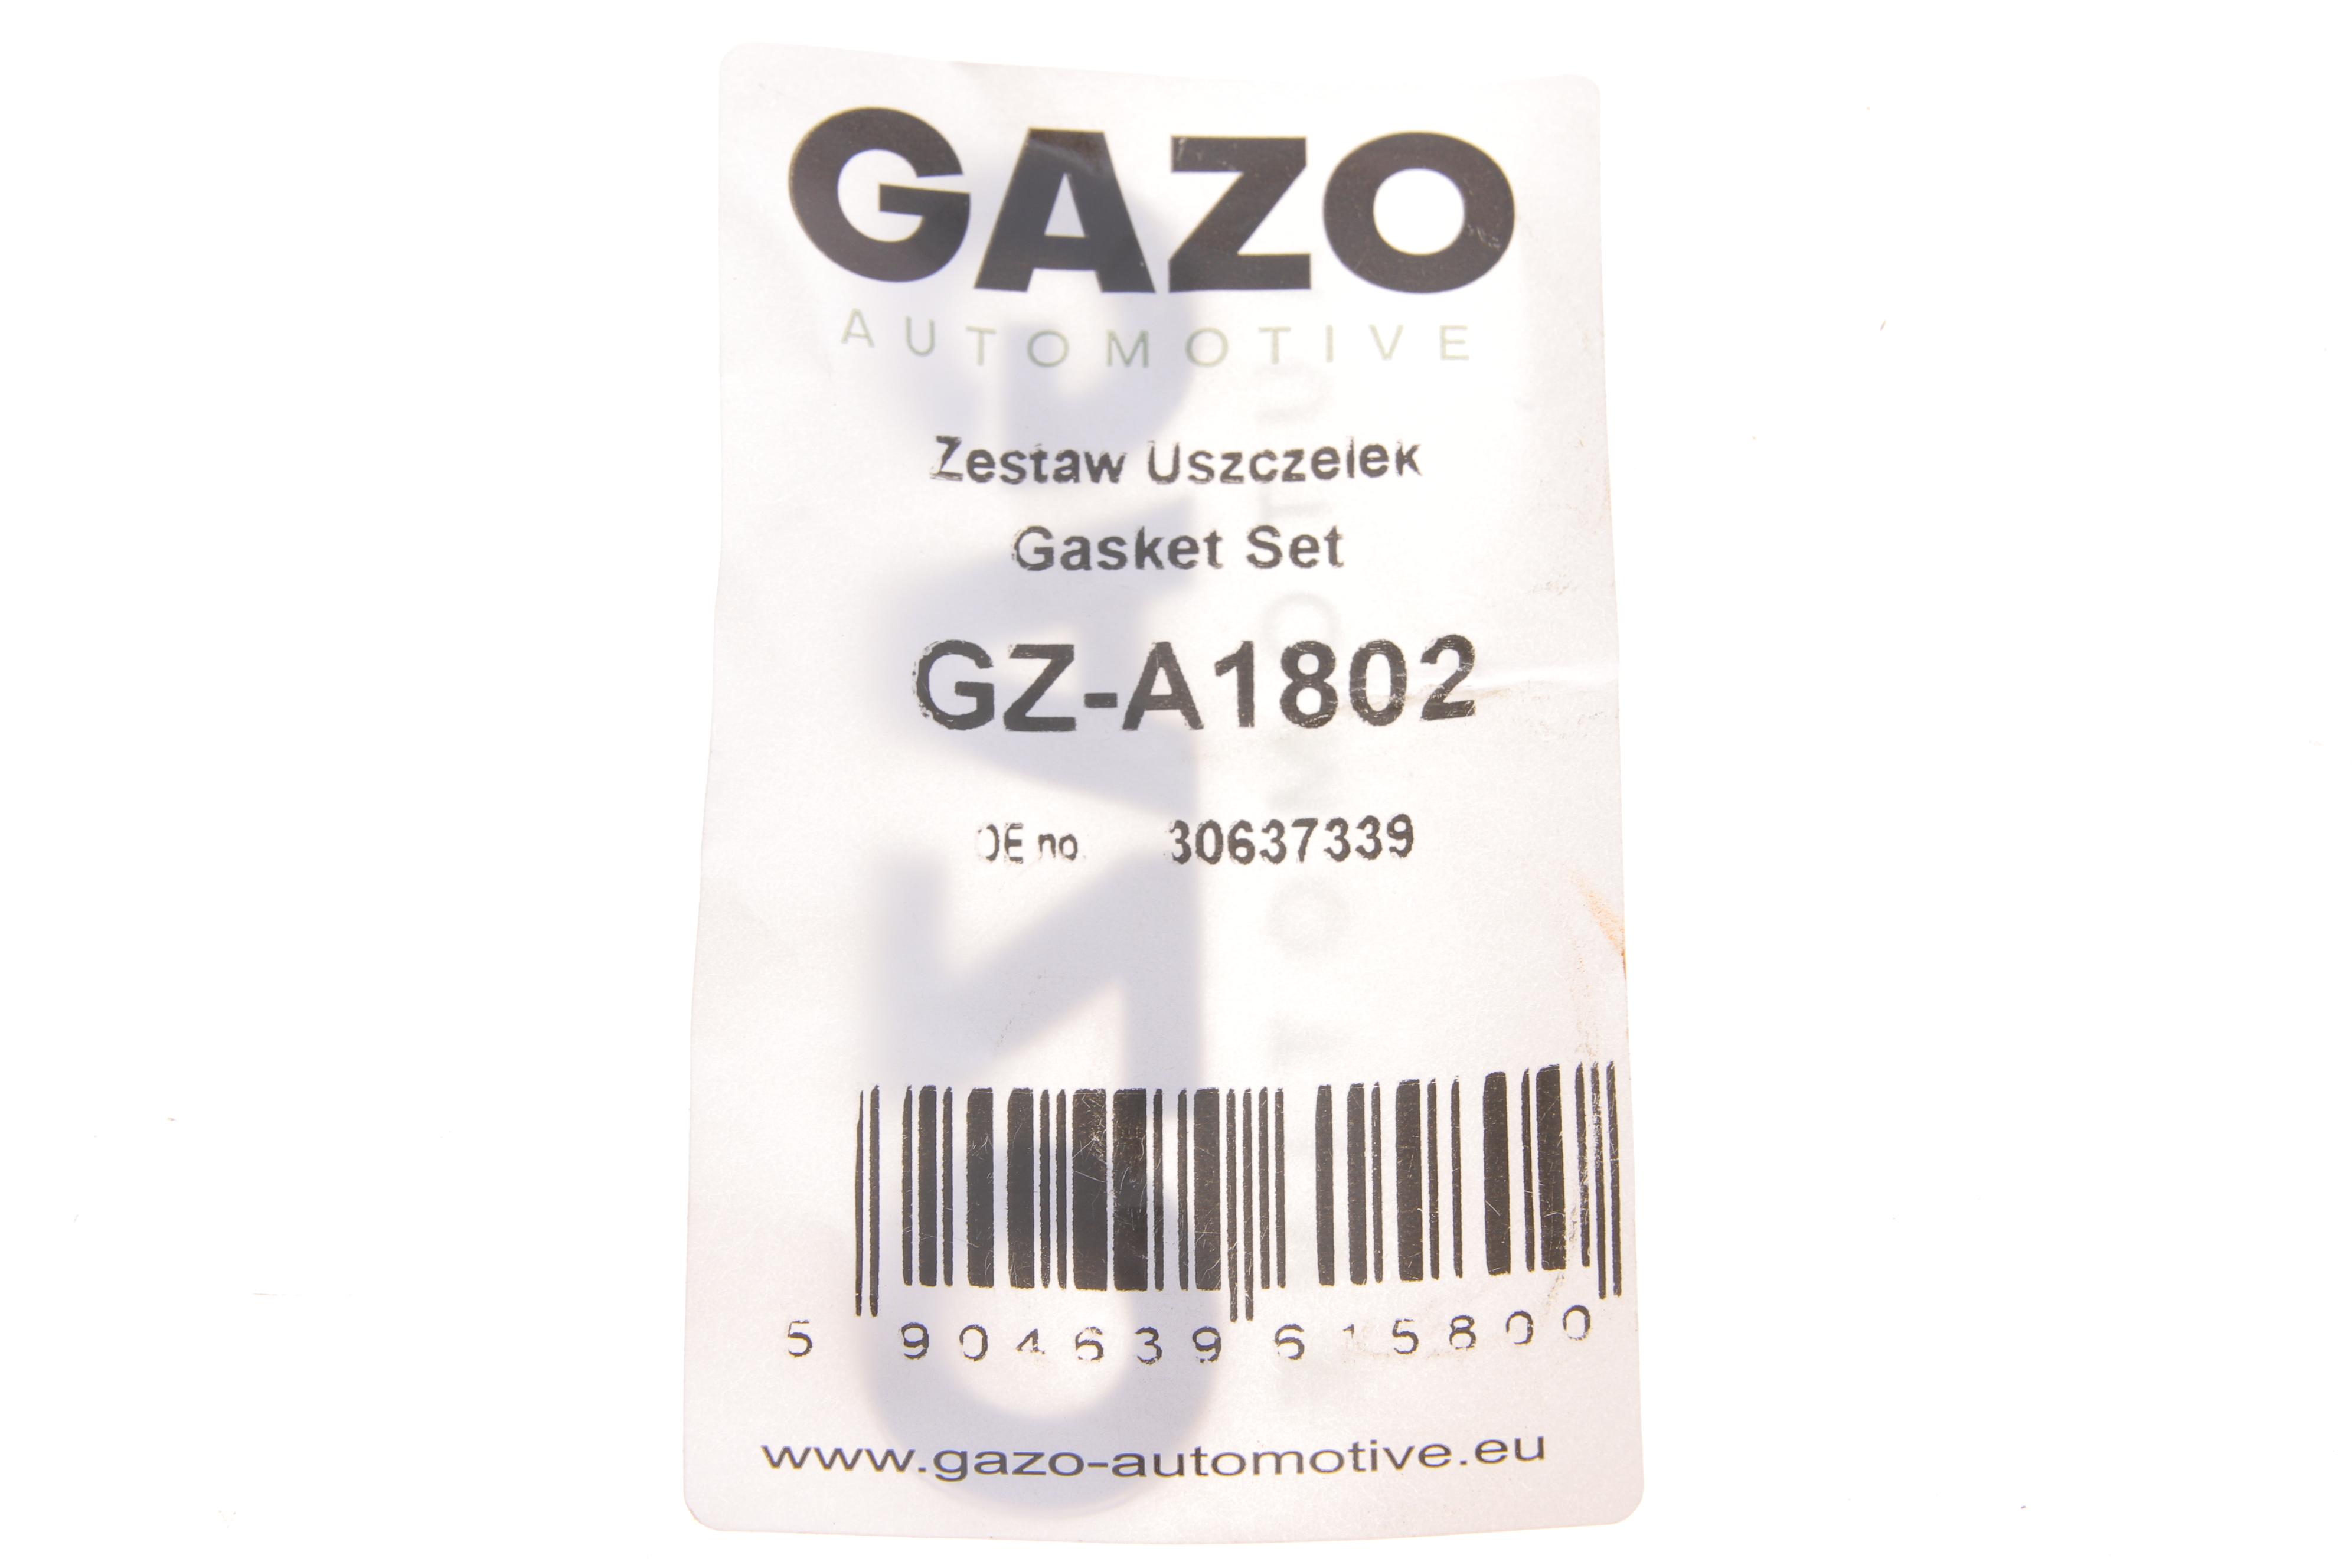 GAZO
AUTOMOTIVE
Zestaw Uszczelek
Gasket Set
GZ-A1802
OE no. 30637339
5 904639 615800
www.gazo-automotive.eu